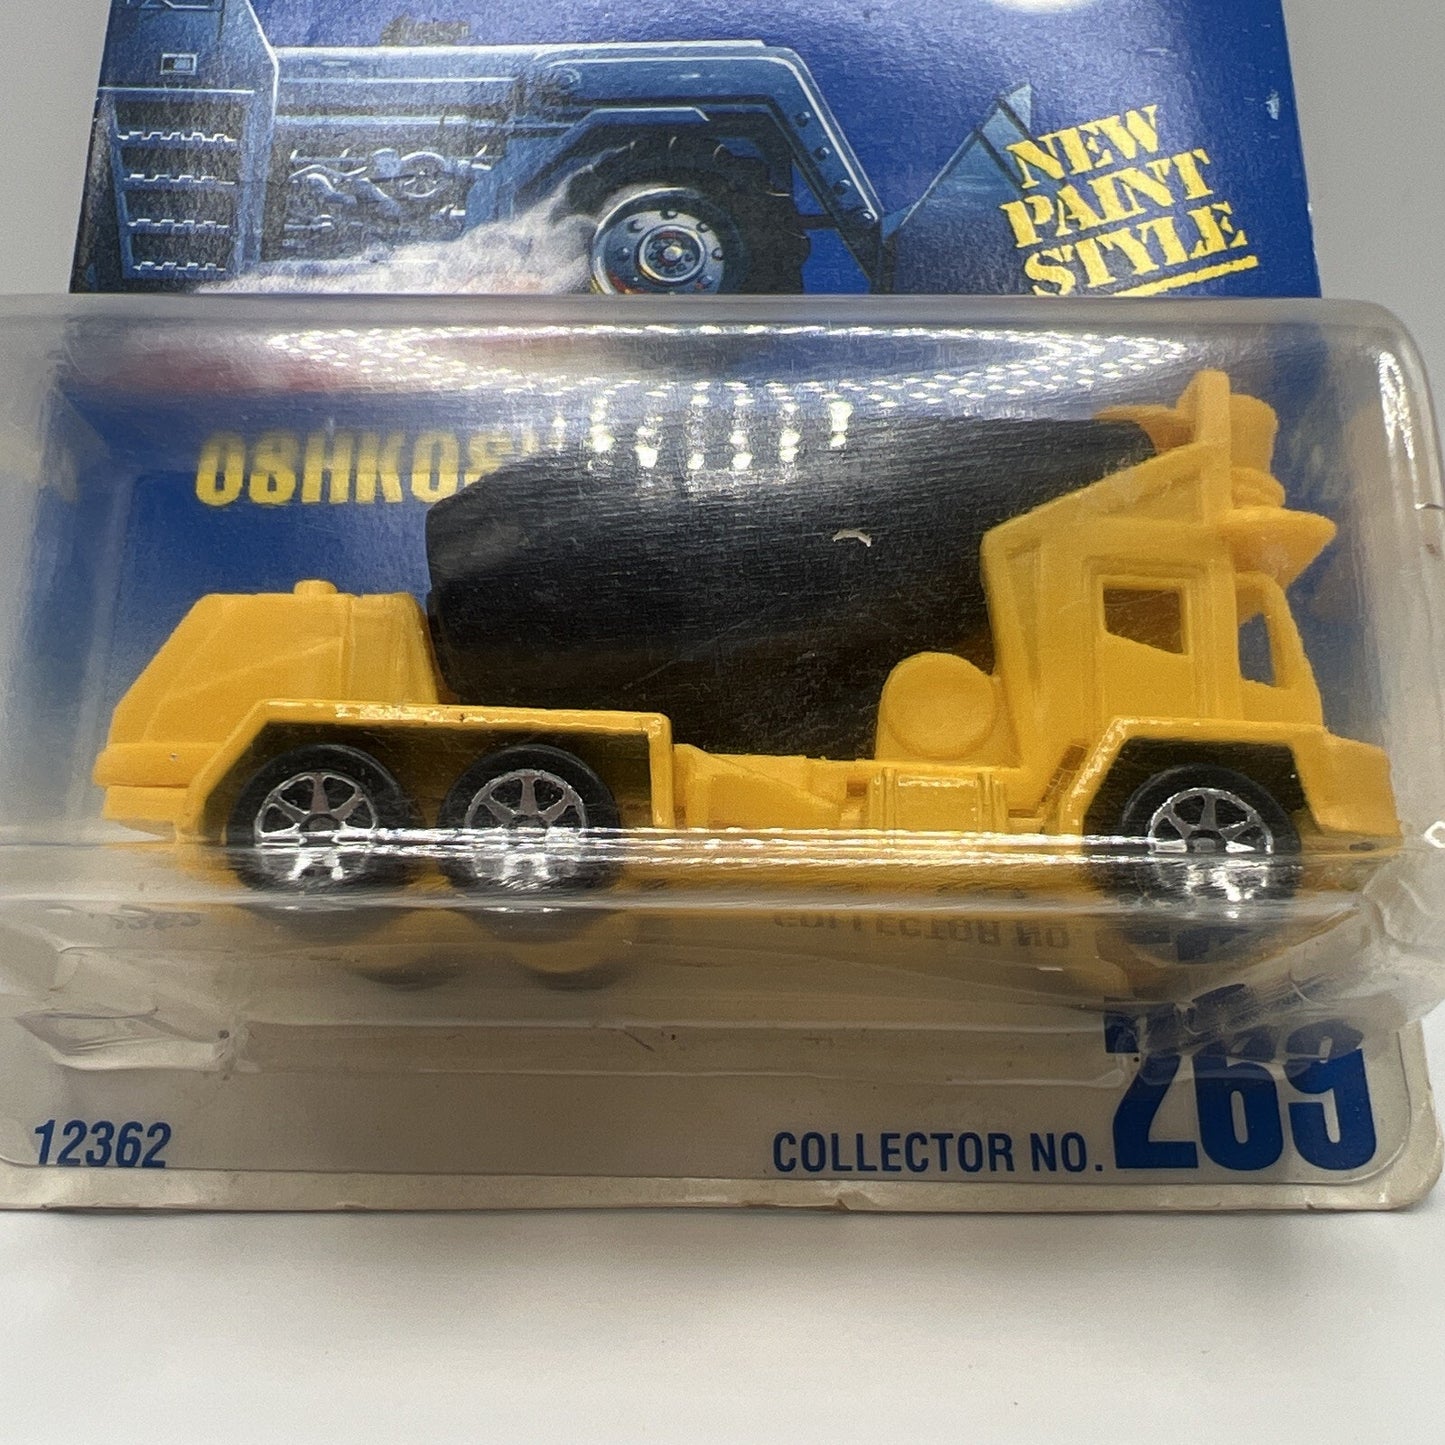 NEW
PAINT
STYLE
OSHKOSH
12362
COLLECTOR NO. 269